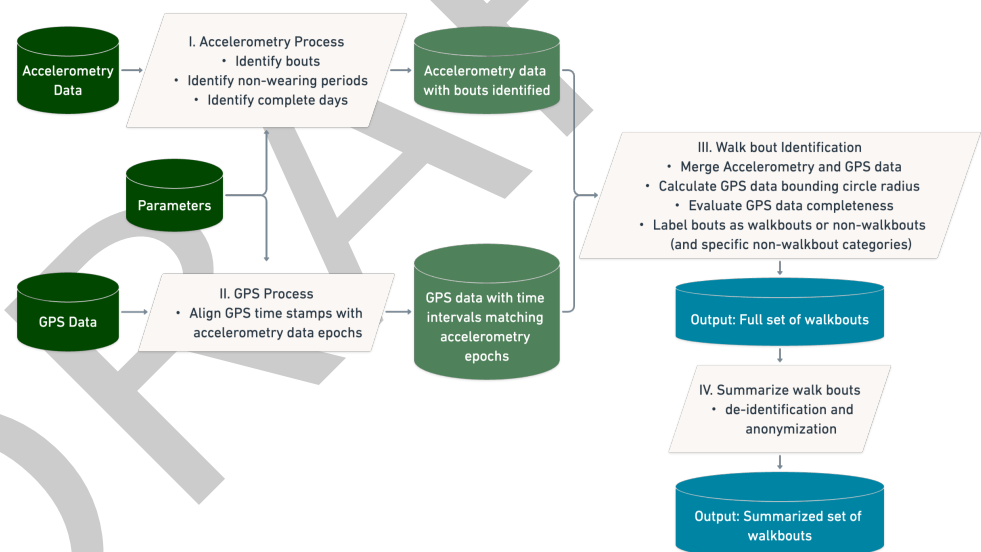 Accelerometry
Data
I. Accelerometry Process
• Identify bouts
• Identify non-wearing periods
• Identify complete days
Accelerometry data
with bouts identified
Parameters
GPS Data
II. GPS Process
• Align GPS time stamps with
accelerometry data epochs
GPS data with time
intervals matching
accelerometry
epochs
III. Walk bout Identification
• Merge Accelerometry and GPS data
• Calculate GPS data bounding circle radius
• Evaluate GPS data completeness
• Label bouts as walkbouts or non-walkbouts
(and specific non-walkbout categories)
Output: Full set of walkbouts
IV. Summarize walk bouts
• de-identification and
anonymization
Output: Summarized set of
walkbouts